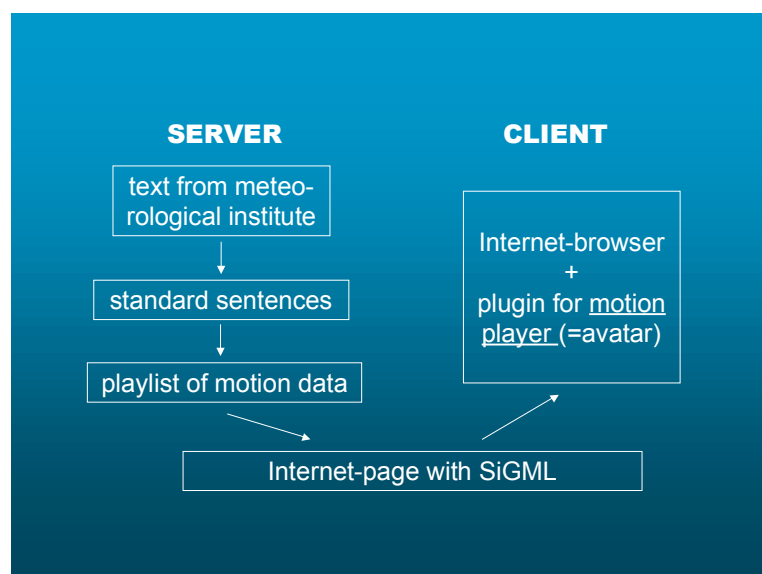 SERVER
text from meteo-
rological institute
standard sentences
playlist of motion data
CLIENT
Internet-browser
+
plugin for motion
player (=avatar)
Internet-page with SiGML